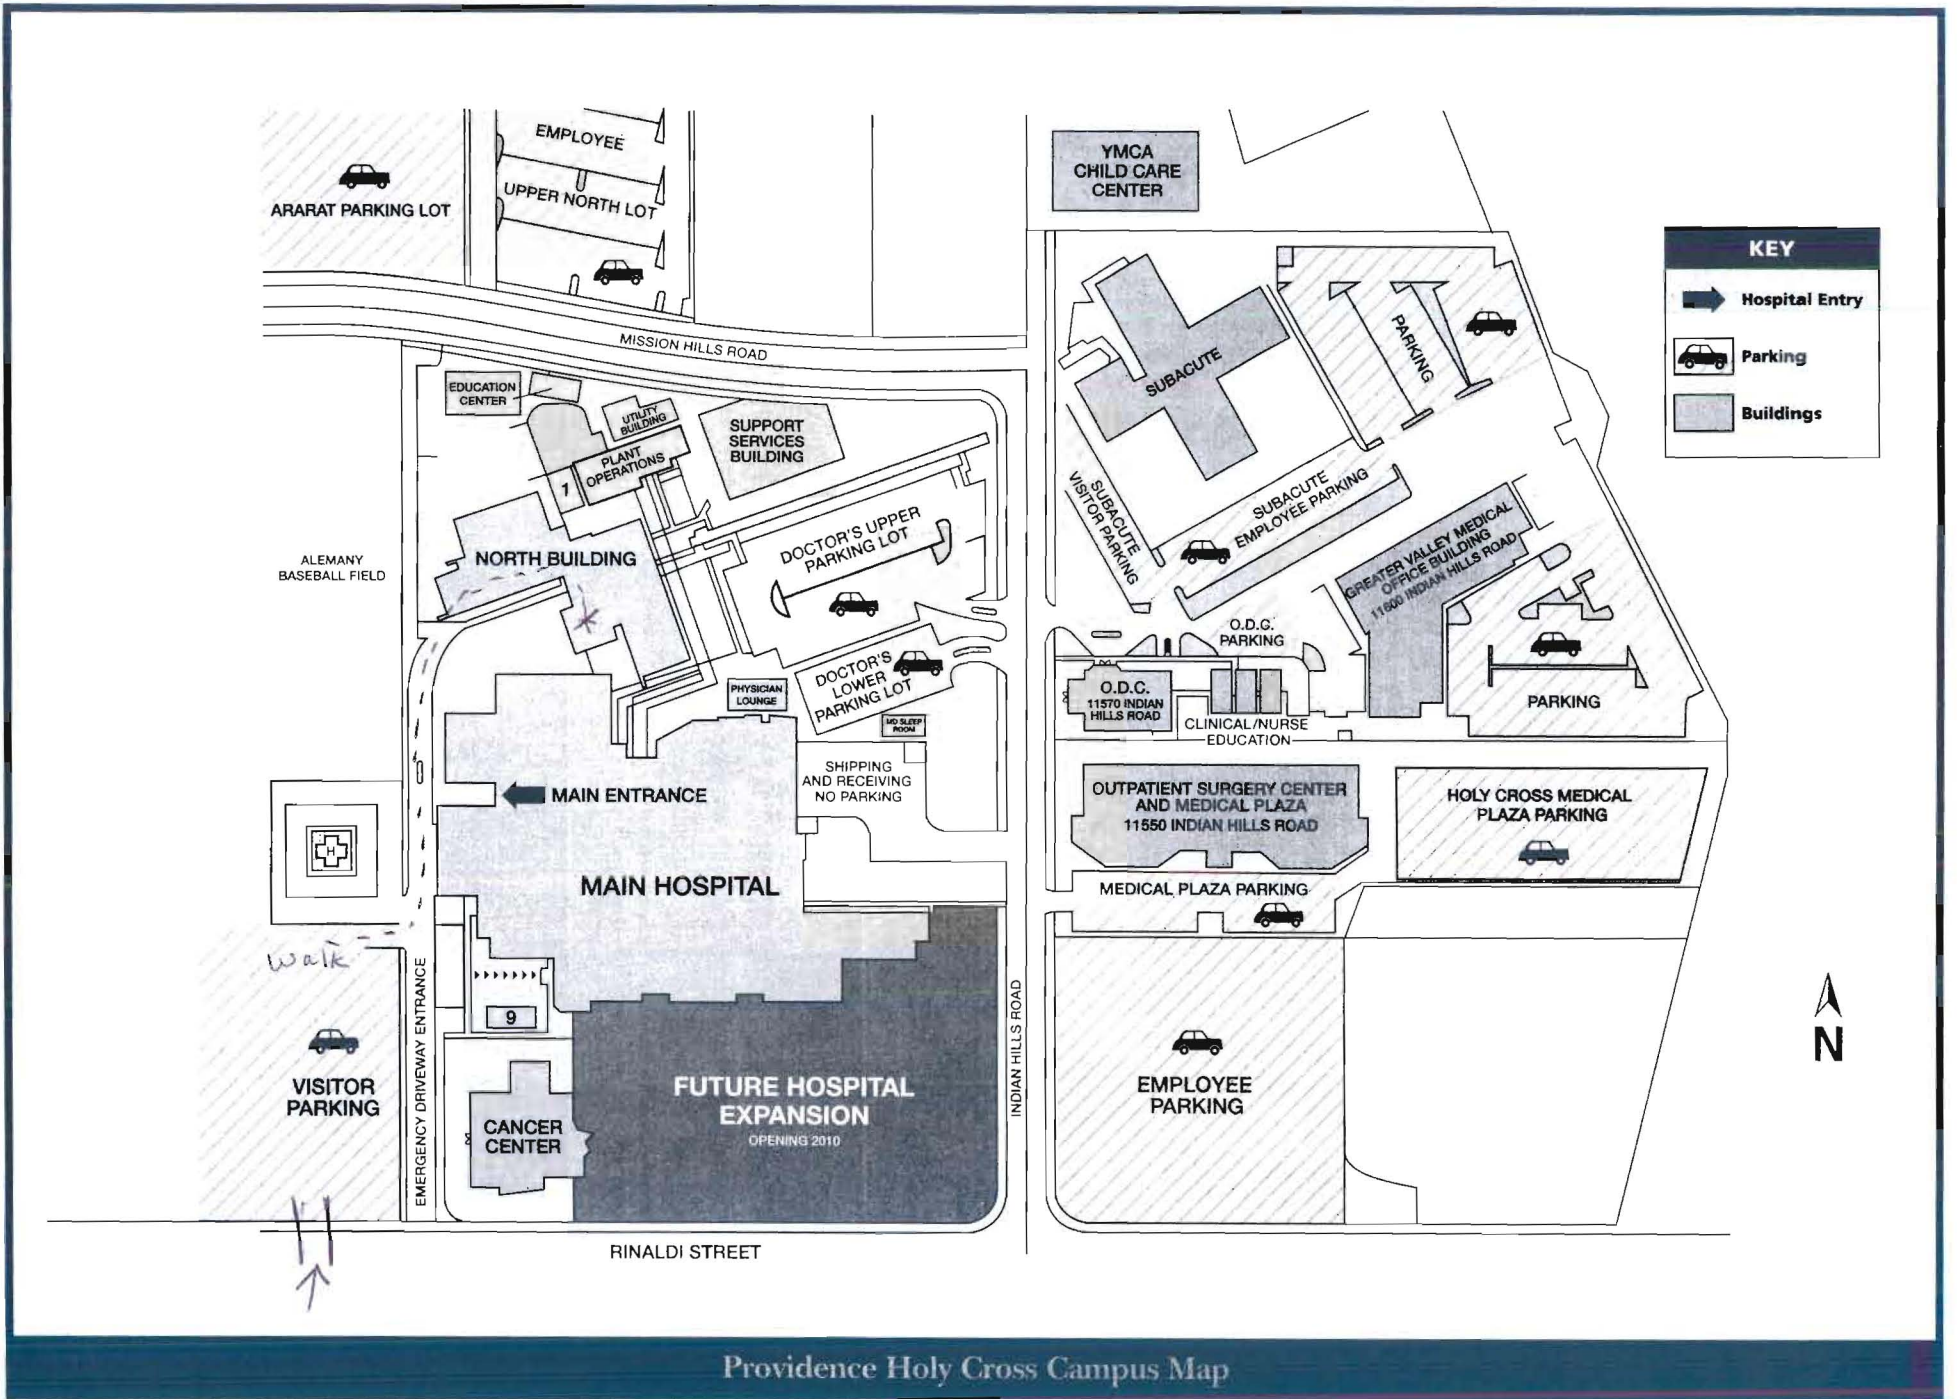 EMPLOYEE
UPPER NORTH LOT
ARARAT PARKING LOT
YMCA
CHILD CARE
CENTER
KEY
Hospital Entry
Parking
Buildings
MISSION HILLS ROAD
EDUCATION
CENTER
UTILITY
BUILDING
SUPPORT
SERVICES
BUILDING
PLANT
OPERATIONS
1
SUBACUTE
PARKING
SUBACUTE
VISITOR PARKING
SUBACUTE
EMPLOYEE PARKING
GREATER VALLEY MEDICAL
OFFICE BUILDING
11600 INDIAN HILLS ROAD
ALEMANY
BASEBALL FIELD
NORTH BUILDING
DOCTOR'S UPPER
PARKING LOT
DOCTOR'S
LOWER
PARKING LOT
O.D.C.
PARKING
PHYSICIAN
LOUNGE
MD SLEEP
ROOM
O.D.C.
11570 INDIAN
HILLS ROAD
CLINICAL/NURSE
EDUCATION
PARKING
MAIN ENTRANCE
SHIPPING
AND RECEIVING
NO PARKING
OUTPATIENT SURGERY CENTER
AND MEDICAL PLAZA
11550 INDIAN HILLS ROAD
HOLY CROSS MEDICAL
PLAZA PARKING
H
MAIN HOSPITAL
MEDICAL PLAZA PARKING
walk
9
EMERGENCY DRIVEWAY ENTRANCE
INDIAN HILLS ROAD
N
VISITOR
PARKING
CANCER
CENTER
FUTURE HOSPITAL
EXPANSION
OPENING 2010
EMPLOYEE
PARKING
RINALDI STREET
Providence Holy Cross Campus Map